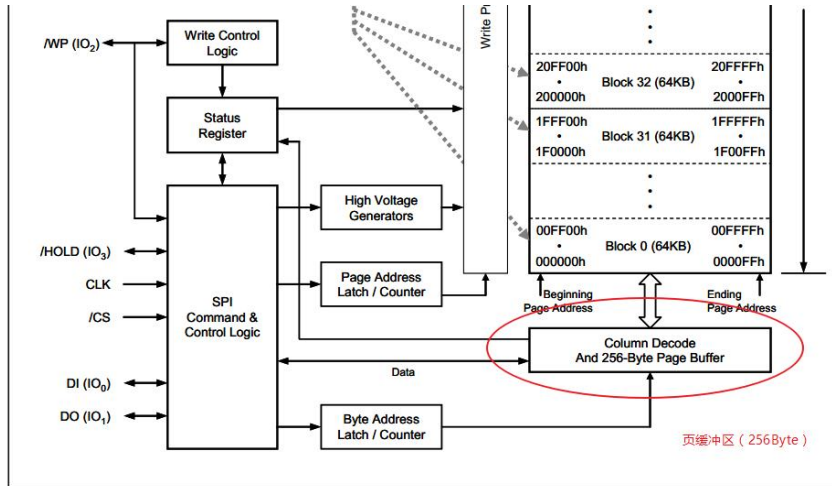 Write Control
Logic
/WP (IO2)
Status
Register
High Voltage
Generators
/HOLD (IO3)
CLK
/CS
SPI
Command &
Control Logic
Page Address
Latch / Counter
DI (IO0)
DO (IO1)
Data
Byte Address
Latch / Counter
20FF00h 20FFFFh
Block 32 (64KB)
200000h 2000FFh
1FFF00h 1FFFFFh
Block 31 (64KB)
1F0000h 1F00FFh
00FF00h 00FFFFh
Block 0 (64KB)
000000h 0000FFh
Beginning
Page Address
Ending
Page Address
Column Decode
And 256-Byte Page Buffer
页缓冲区（256Byte）
Write